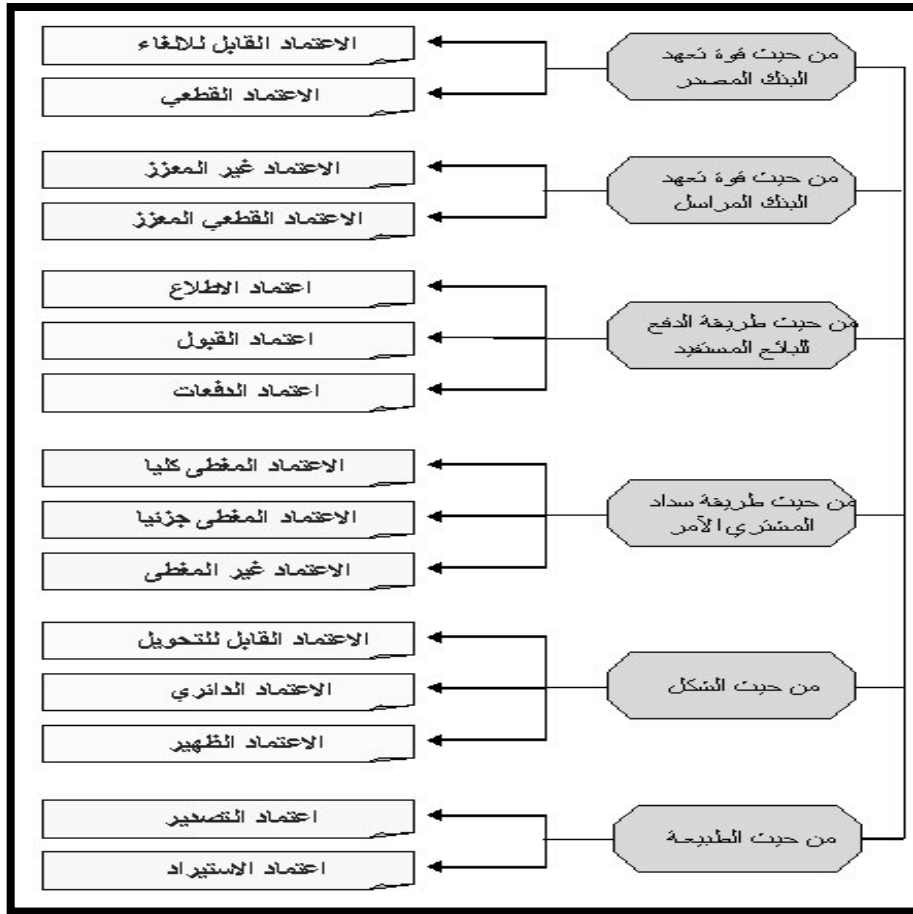 من حيث قوة تعهد
البنك المصدر
الاعتماد القابل للالغاء
الاعتماد القطعي
من حيث قوة تعهد
البنك المراسل
الاعتماد غير المعزز
الاعتماد القطعي المعزز
من حيث طريقة الدفع
للبائع المستفيد
اعتماد الاطلاع
اعتماد القبول
اعتماد الدفعات
من حيث طريقة سداد
المشتري الآمر
الاعتماد المغطى كليا
الاعتماد المغطى جزئيا
الاعتماد غير المغطى
من حيث الشكل
الاعتماد القابل للتحويل
الاعتماد الدائري
الاعتماد الظهير
من حيث الطبيعة
اعتماد التصدير
اعتماد الاستيراد